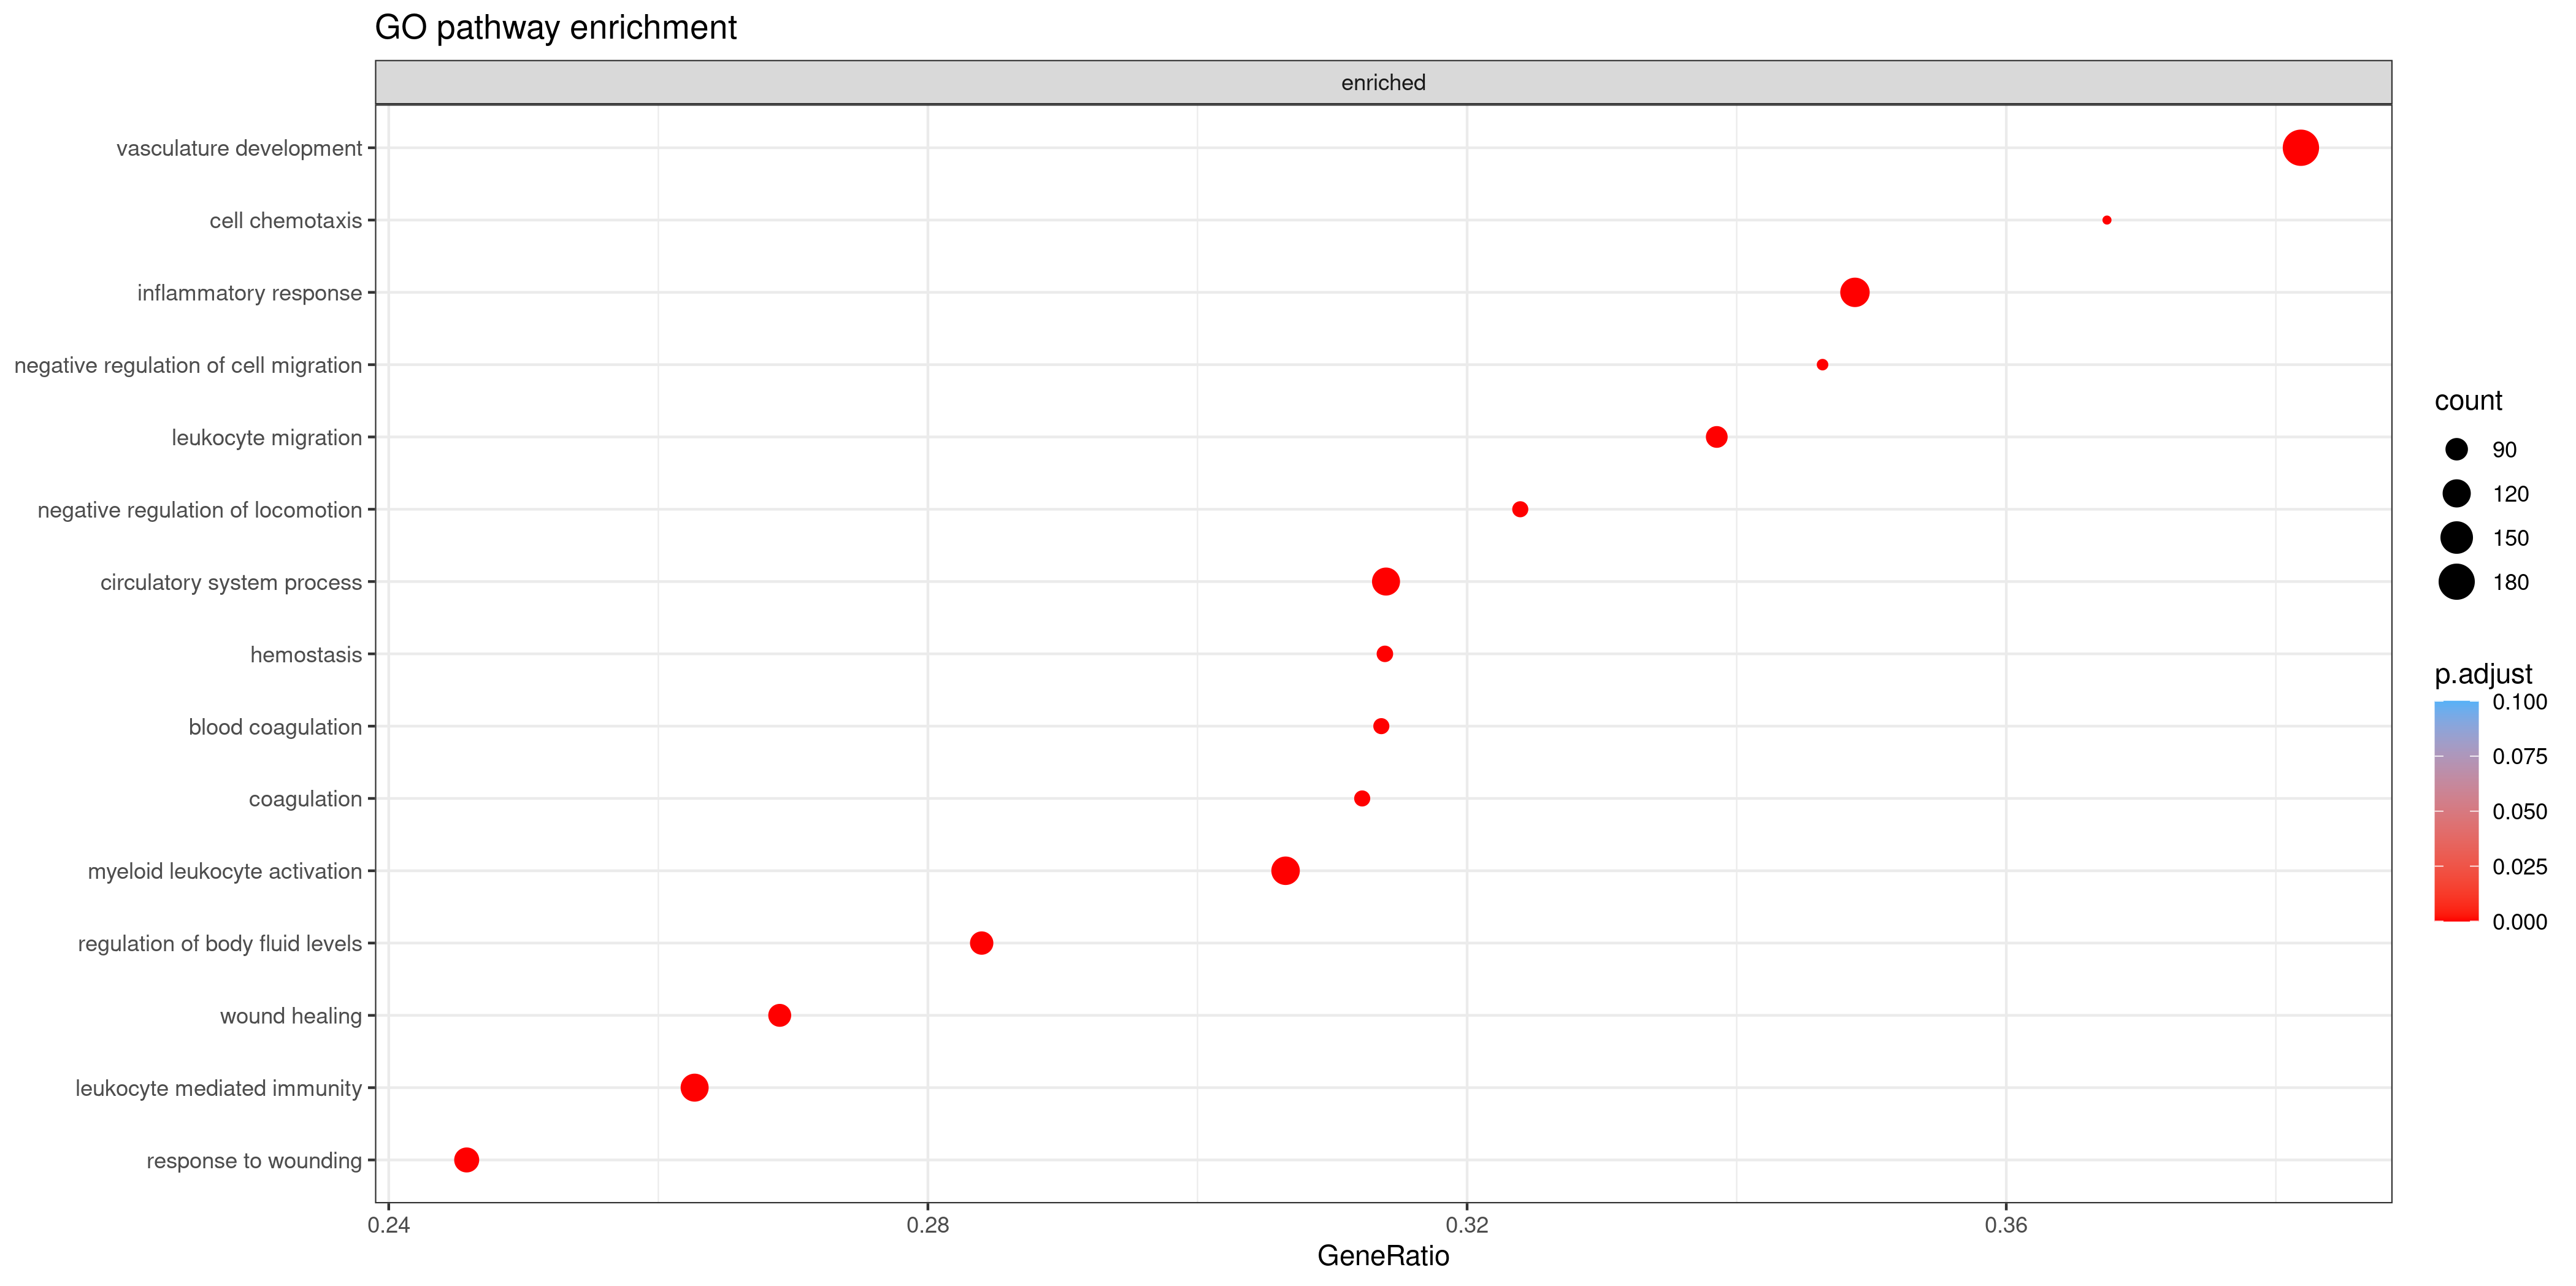 GO pathway enrichment
enriched
vasculature development
cell chemotaxis
inflammatory response
negative regulation of cell migration
leukocyte migration
negative regulation of locomotion
circulatory system process
hemostasis
blood coagulation
coagulation
myeloid leukocyte activation
regulation of body fluid levels
wound healing
leukocyte mediated immunity
response to wounding
0.24 0.28 0.32 0.36
GeneRatio
count
90
120
150
180
p.adjust
0.100
0.075
0.050
0.025
0.000